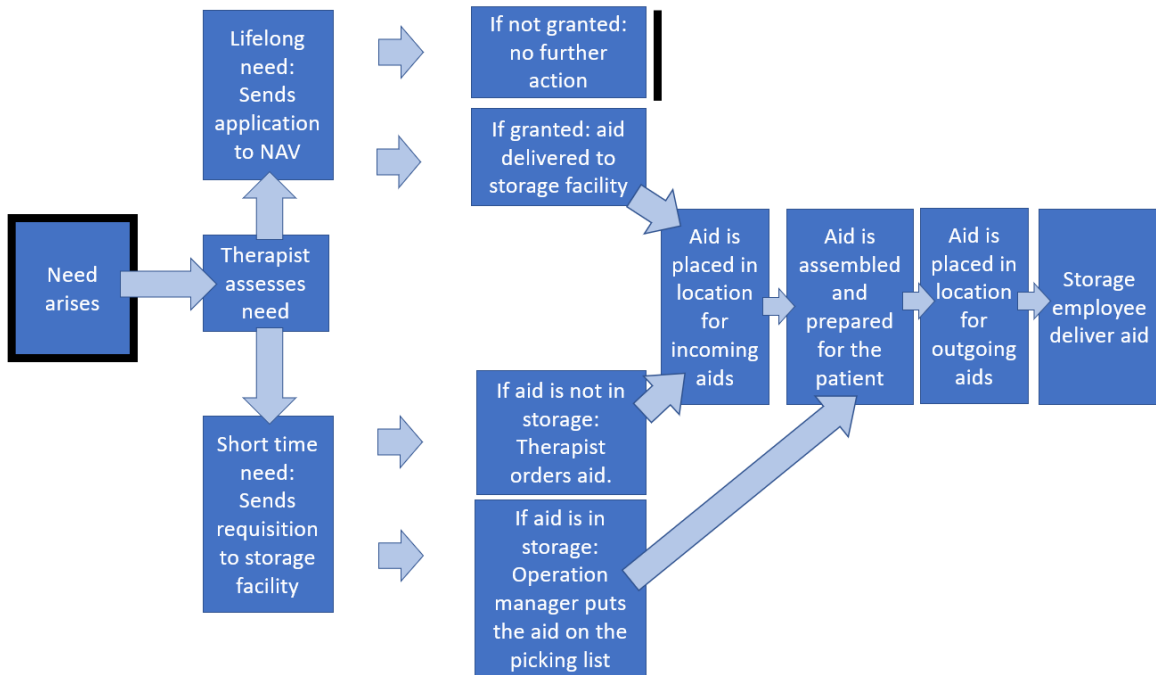 Need
arises
Therapist
assesses
need
Lifelong
need:
Sends
application
to NAV
If not granted:
no further
action
If granted: aid
delivered to
storage facility
Short time
need:
Sends
requisition
to storage
facility
If aid is not in
storage:
Therapist
orders aid.
If aid is in
storage:
Operation
manager puts
the aid on the
picking list
Aid is
placed in
location
for
incoming
aids
Aid is
assembled
and
prepared
for the
patient
Aid is
placed in
location
for
outgoing
aids
Storage
employee
deliver aid